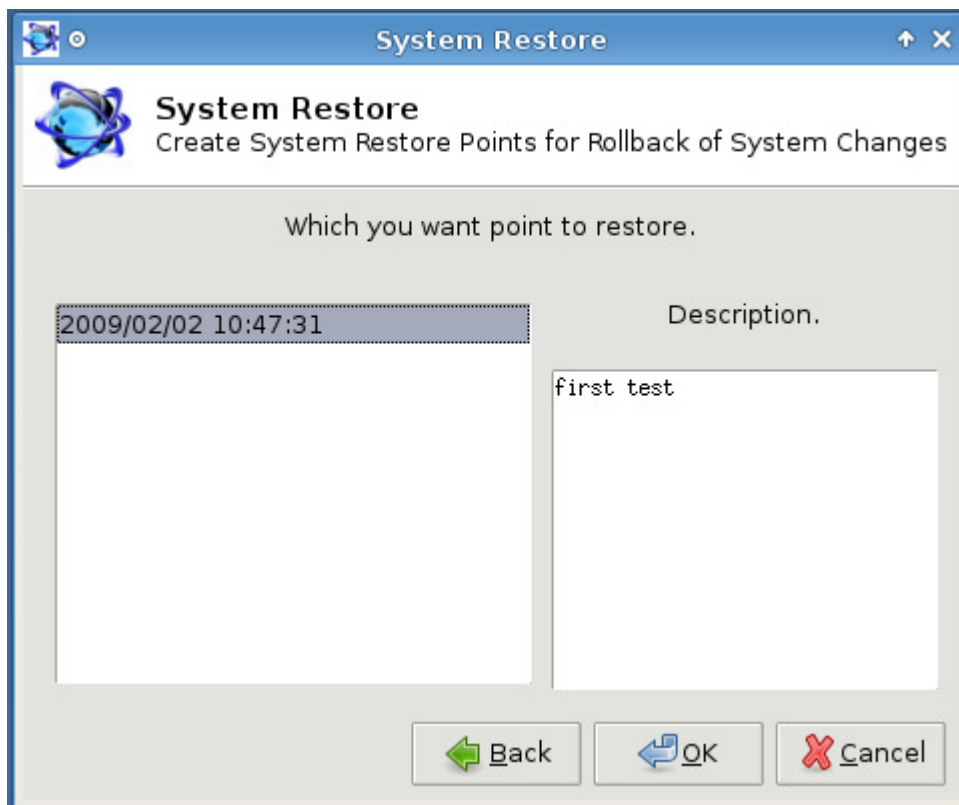 System Restore
System Restore
Create System Restore Points for Rollback of System Changes
Which you want point to restore.
2009/02/02 10:47:31
Description.
first test
Back
OK
Cancel